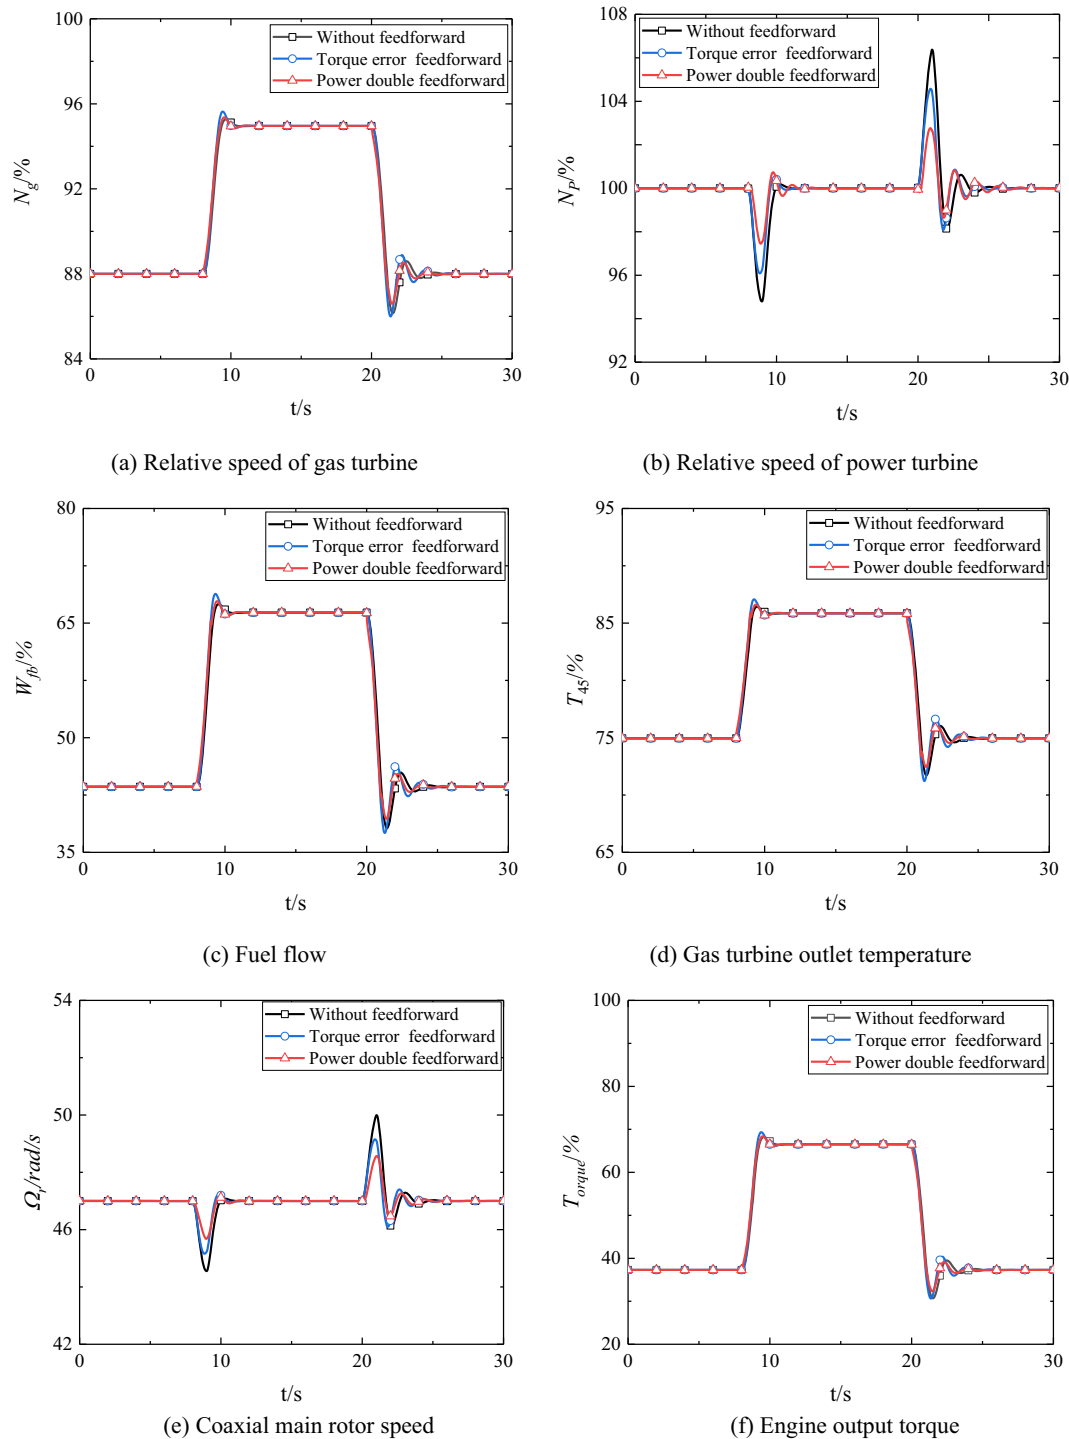 100
96
92
88
84
N_g/%
Without feedforward
Torque error feedforward
Power double feedforward
0 10 20 30
t/s
(a) Relative speed of gas turbine
108
104
100
96
92
N_P/%
Without feedforward
Torque error feedforward
Power double feedforward
0 10 20 30
t/s
(b) Relative speed of power turbine
80
65
50
35
W_fb/%
Without feedforward
Torque error feedforward
Power double feedforward
0 10 20 30
t/s
(c) Fuel flow
95
85
75
65
T_45/%
Without feedforward
Torque error feedforward
Power double feedforward
0 10 20 30
t/s
(d) Gas turbine outlet temperature
54
50
46
42
Ω_r/rad/s
Without feedforward
Torque error feedforward
Power double feedforward
0 10 20 30
t/s
(e) Coaxial main rotor speed
100
80
60
40
20
T_orque/%
Without feedforward
Torque error feedforward
Power double feedforward
0 10 20 30
t/s
(f) Engine output torque